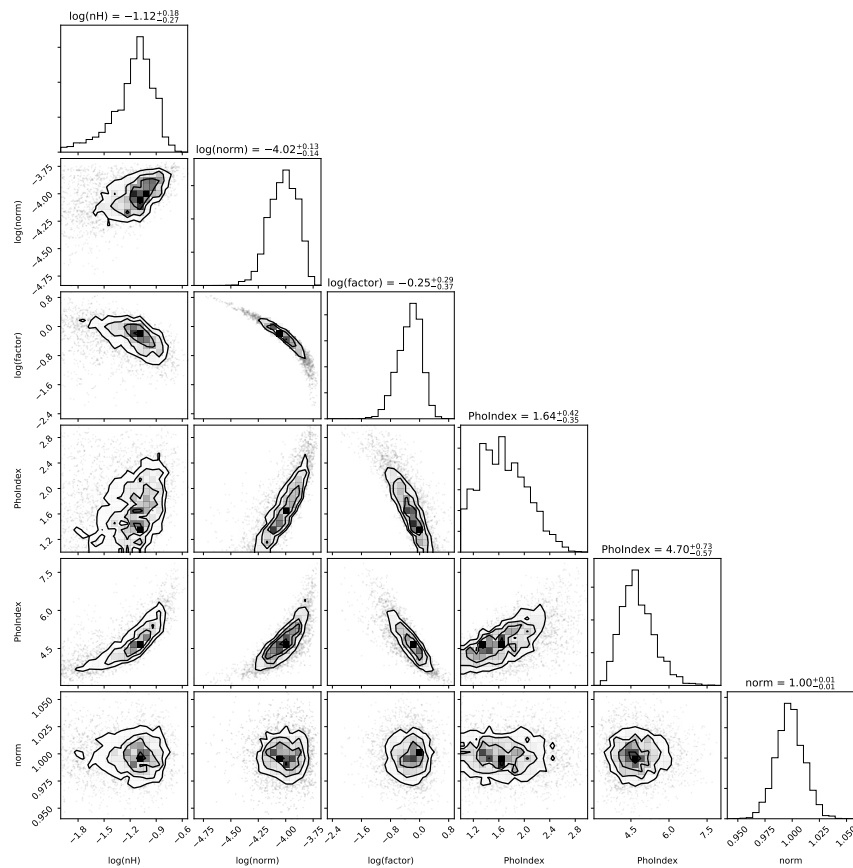 log(nH) = −1.12^{+0.18}_{−0.27}
log(norm) = −4.02^{+0.13}_{−0.14}
−3.75
−4.00
−4.25
−4.50
−4.75
log(norm)
log(factor) = −0.25^{+0.29}_{−0.37}
0.8
0.0
−0.8
−1.6
−2.4
log(factor)
PhoIndex = 1.64^{+0.42}_{−0.35}
2.8
2.4
2.0
1.6
1.2
PhoIndex
PhoIndex = 4.70^{+0.73}_{−0.57}
7.5
6.0
4.5
PhoIndex
norm = 1.00^{+0.01}_{−0.01}
1.050
1.025
1.000
0.975
0.950
norm
−1.8 −1.5 −1.2 −0.9 −0.6 −4.75 −4.50 −4.25 −4.00 −3.75 −2.4 −1.6 −0.8 0.0 0.8 1.2 1.6 2.0 2.4 2.8 4.5 6.0 7.5 0.950 0.975 1.000 1.025 1.050
log(nH) log(norm) log(factor) PhoIndex PhoIndex norm